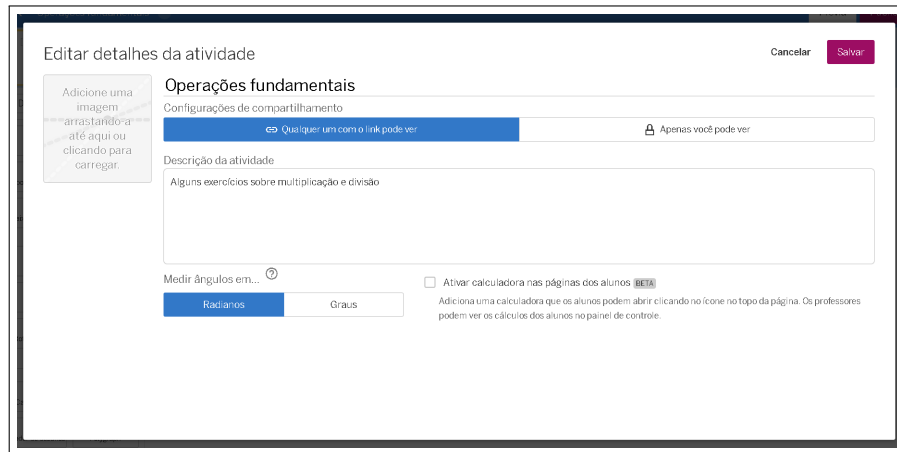 Editar detalhes da atividade
Cancelar
Salvar
Adicione uma
imagem
arrastando-a
até aqui ou
clicando para
carregar.
Operações fundamentais
Configurações de compartilhamento
Qualquer um com o link pode ver
Apenas você pode ver
Descrição da atividade
Alguns exercícios sobre multiplicação e divisão
Medir ângulos em... ?
Radianos
Graus
Ativar calculadora nas páginas dos alunos BETA
Adiciona uma calculadora que os alunos podem abrir clicando no ícone no topo da página. Os professores
podem ver os cálculos dos alunos no painel de controle.